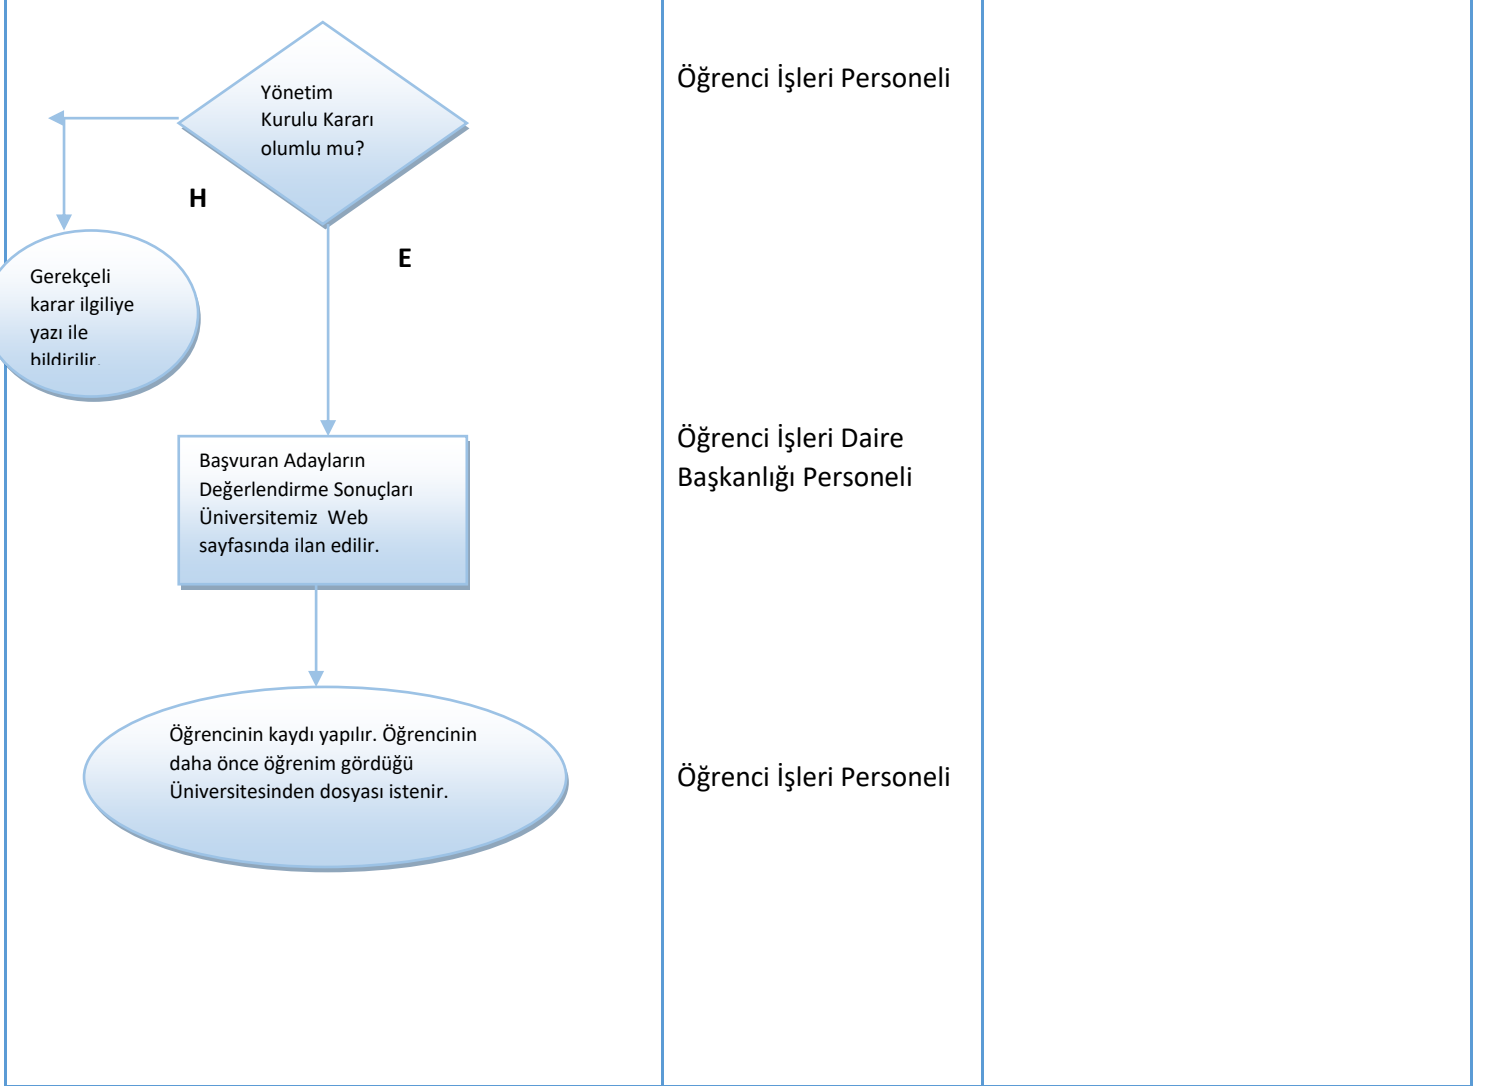 Yönetim
Kurulu Kararı
olumlu mu?
H
E
Gerekçeli
karar ilgiliye
yazı ile
bildirilir.
Başvuran Adayların
Değerlendirme Sonuçları
Üniversitemiz  Web
sayfasında ilan edilir.
Öğrencinin kaydı yapılır. Öğrencinin
daha önce öğrenim gördüğü
Üniversitesinden dosyası istenir.
Öğrenci İşleri Personeli
Öğrenci İşleri Daire
Başkanlığı Personeli
Öğrenci İşleri Personeli